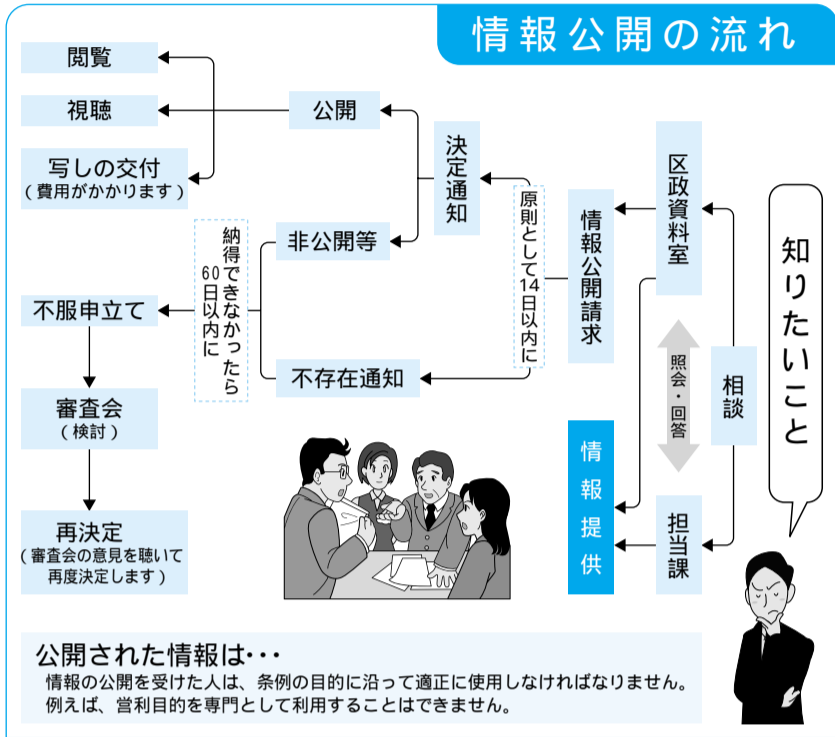 情報公開の流れ
知りたいこと
相談
区政資料室
照会・回答
担当課
情報公開請求
情報提供
原則として14日以内に
決定通知
公開
閲覧
視聴
写しの交付
(費用がかかります)
非公開等
不存在通知
納得できなかったら
60日以内に
不服申立て
審査会
(検討)
再決定
(審査会の意見を聴いて
再度決定します)
公開された情報は・・・
情報の公開を受けた人は、条例の目的に沿って適正に使用しなければなりません。
例えば、営利目的を専門として利用することはできません。